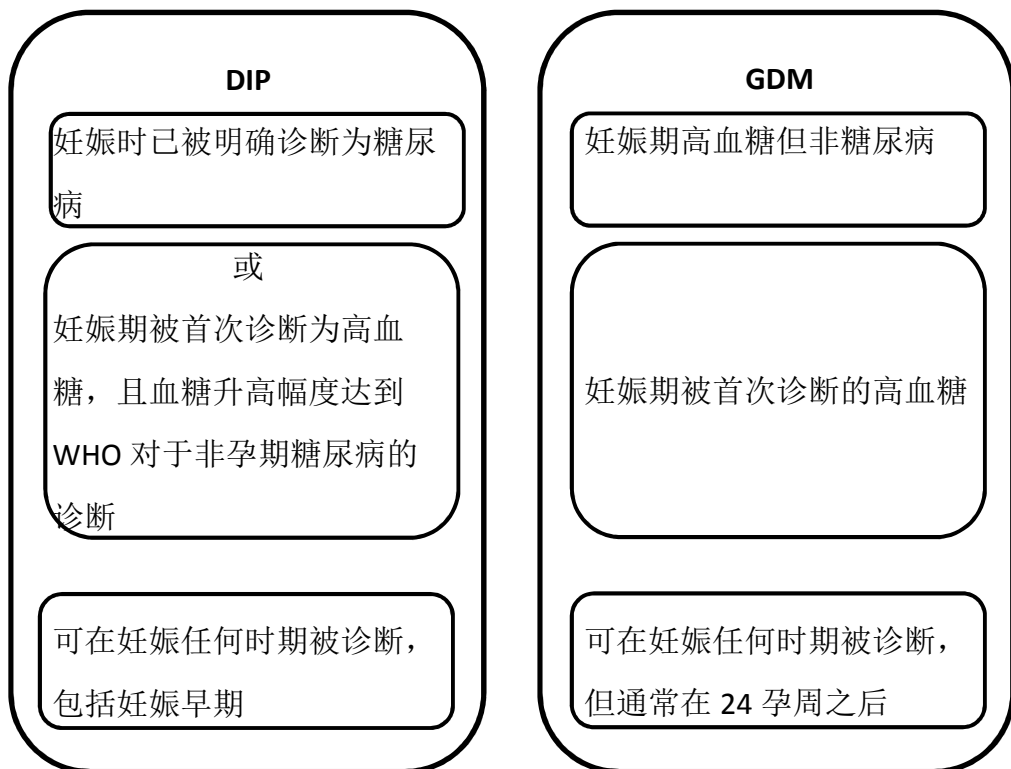 DIP
妊娠时已被明确诊断为糖尿
病
或
妊娠期被首次诊断为高血
糖，且血糖升高幅度达到
WHO 对于非孕期糖尿病的
诊断
可在妊娠任何时期被诊断，
包括妊娠早期
GDM
妊娠期高血糖但非糖尿病
妊娠期被首次诊断的高血糖
可在妊娠任何时期被诊断，
但通常在 24 孕周之后